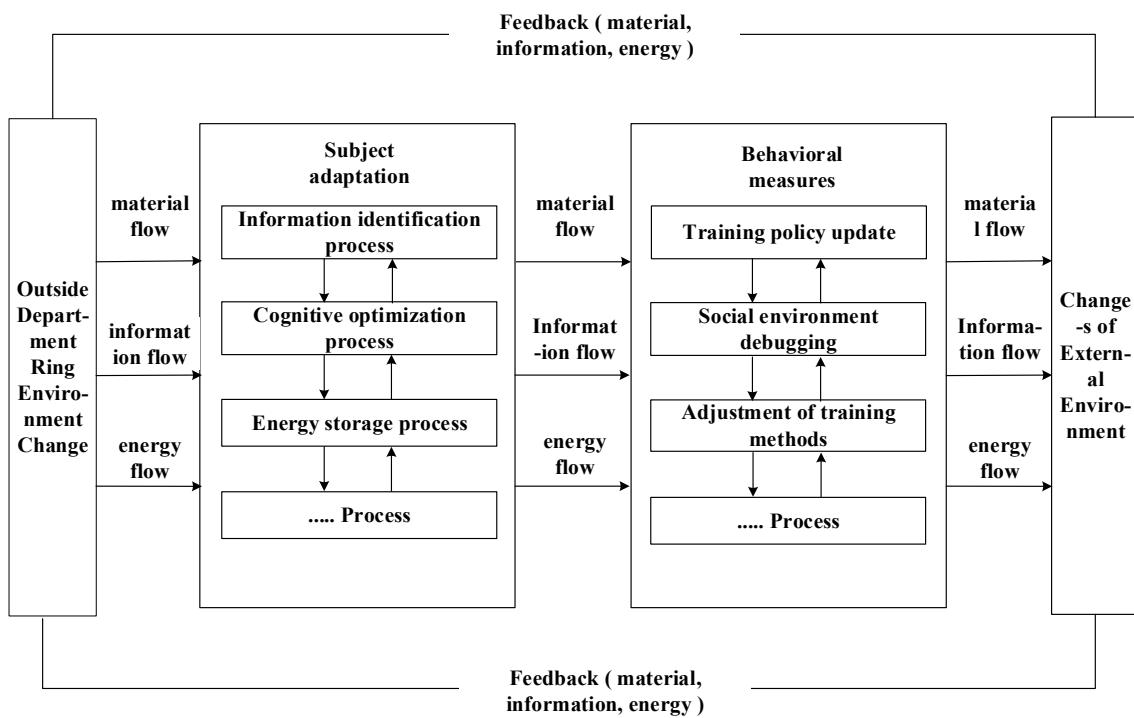 Feedback ( material,
information, energy )
Outside
Depart-
ment
Ring
Enviro-
nment
Change
material
flow
informat
ion flow
energy
flow
Subject
adaptation
Information identification
process
Cognitive optimization
process
Energy storage process
..... Process
material
flow
Informat
-ion flow
energy
flow
Behavioral
measures
Training policy update
Social environment
debugging
Adjustment of training
methods
..... Process
materia
l flow
Informa-
tion flow
energy
flow
Change
-s of
Extern-
al
Enviro-
nment
Feedback ( material,
information, energy )